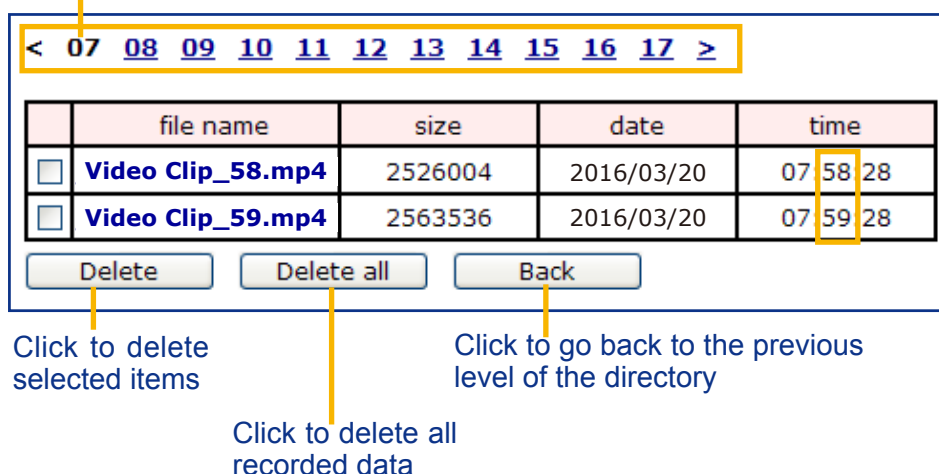 < 07 08 09 10 11 12 13 14 15 16 17 >
file name size date time
Video Clip_58.mp4 2526004 2016/03/20 07:58:28
Video Clip_59.mp4 2563536 2016/03/20 07:59:28
Delete Delete all Back
Click to delete
selected items
Click to go back to the previous
level of the directory
Click to delete all
recorded data